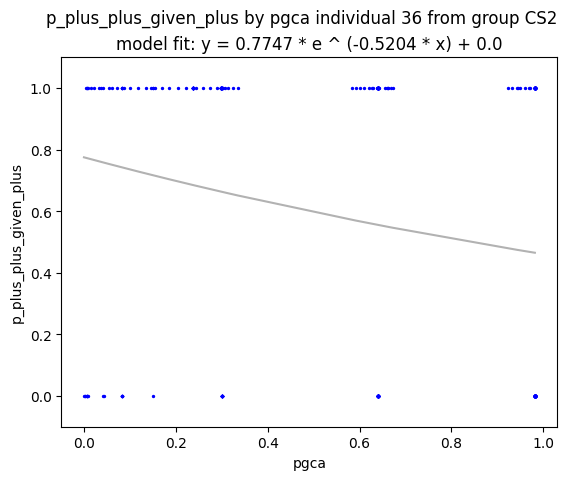 p_plus_plus_given_plus by pgca individual 36 from group CS2
model fit: y = 0.7747 * e ^ (-0.5204 * x) + 0.0
p_plus_plus_given_plus
1.0
0.8
0.6
0.4
0.2
0.0
0.0 0.2 0.4 0.6 0.8 1.0
pgca